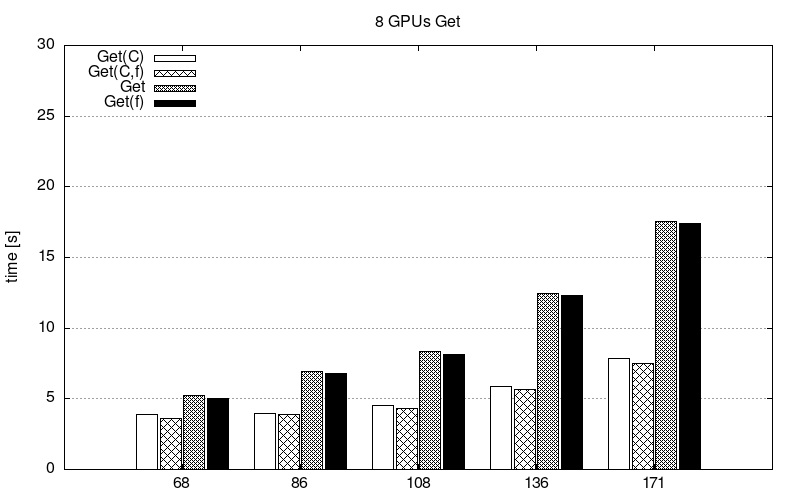 8 GPUs Get
30
25
20
15
10
5
0
time [s]
Get(C)
Get(C,f)
Get
Get(f)
68 86 108 136 171